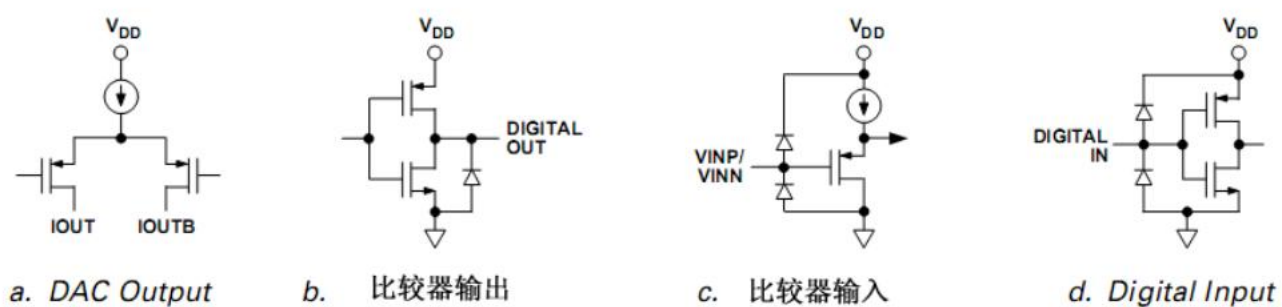 VDD
IOUT IOUTB
a. DAC Output
VDD
DIGITAL
OUT
b. 比较器输出
VDD
VINP/
VINN
c. 比较器输入
VDD
DIGITAL
IN
d. Digital Input